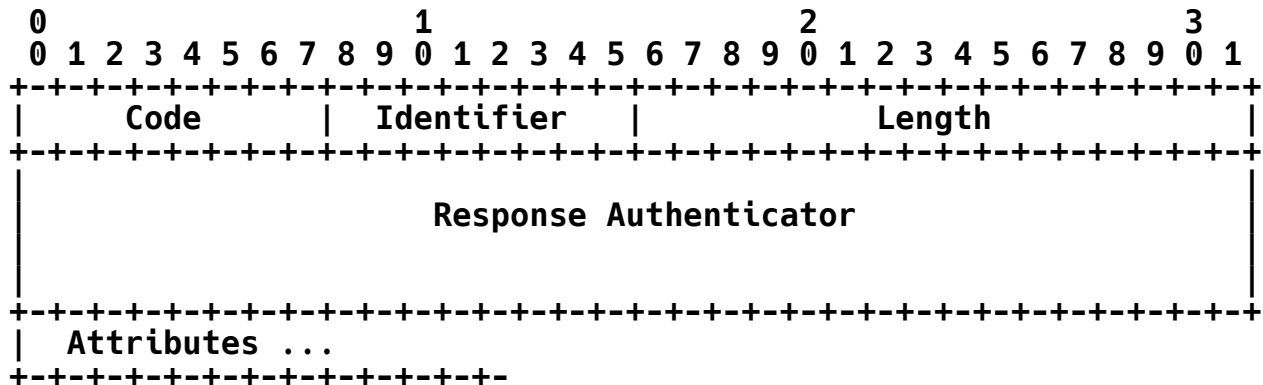 0                   1                   2                   3
 0 1 2 3 4 5 6 7 8 9 0 1 2 3 4 5 6 7 8 9 0 1 2 3 4 5 6 7 8 9 0 1
+-+-+-+-+-+-+-+-+-+-+-+-+-+-+-+-+-+-+-+-+-+-+-+-+-+-+-+-+-+-+-+-+
|     Code      |  Identifier   |            Length             |
+-+-+-+-+-+-+-+-+-+-+-+-+-+-+-+-+-+-+-+-+-+-+-+-+-+-+-+-+-+-+-+-+
|                                                               |
|                     Response Authenticator                    |
|                                                               |
|                                                               |
+-+-+-+-+-+-+-+-+-+-+-+-+-+-+-+-+-+-+-+-+-+-+-+-+-+-+-+-+-+-+-+-+
|  Attributes ...
+-+-+-+-+-+-+-+-+-+-+-+-+-